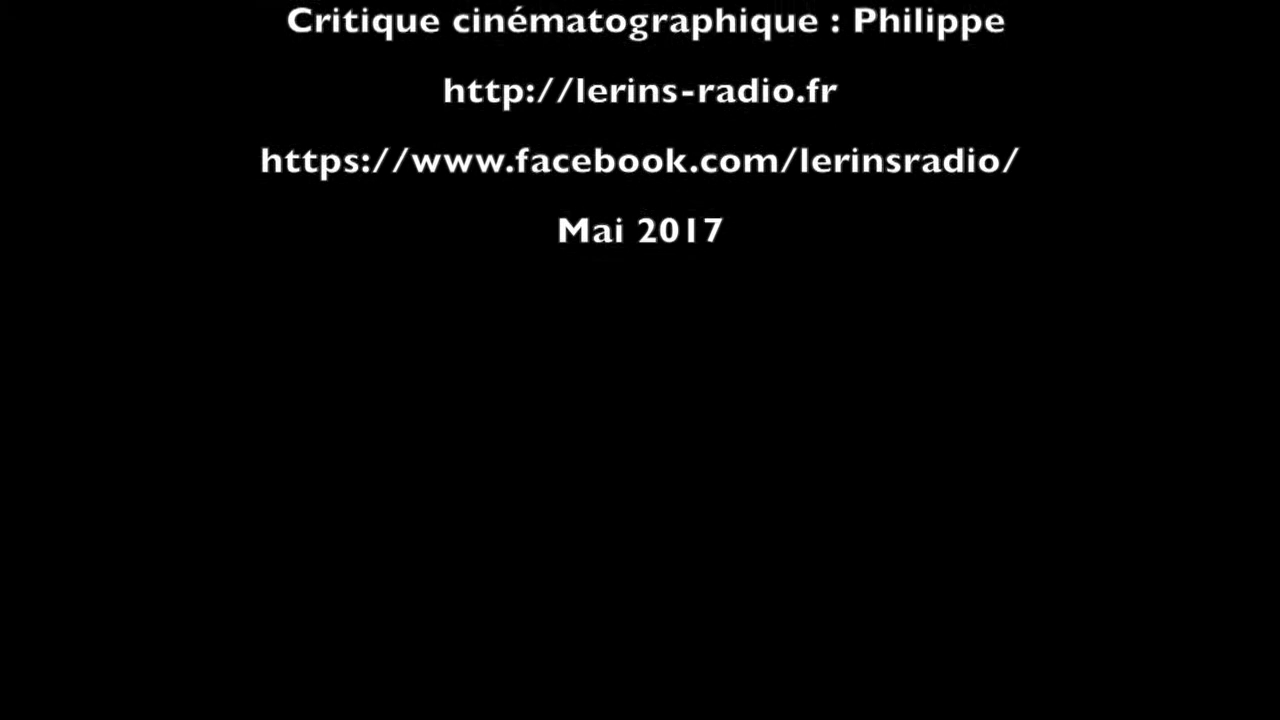 Critique cinématographique : Philippe
http://lerins-radio.fr
https://www.facebook.com/lerinsradio/
Mai 2017